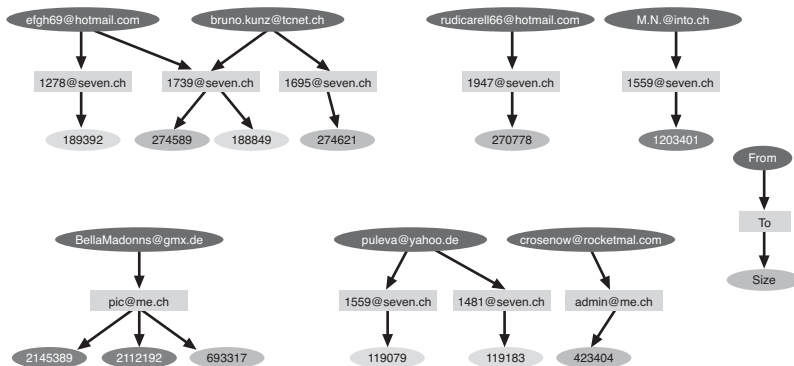 efgh69@hotmail.com bruno.kunz@tcnet.ch rudicarell66@hotmail.com M.N.@into.ch
1278@seven.ch 1739@seven.ch 1695@seven.ch 1947@seven.ch 1559@seven.ch
189392 274589 188849 274621 270778 1203401
From
To
Size
BellaMadonns@gmx.de puleva@yahoo.de crosenow@rocketmal.com
pic@me.ch 1559@seven.ch 1481@seven.ch admin@me.ch
2145389 2112192 693317 119079 119183 423404